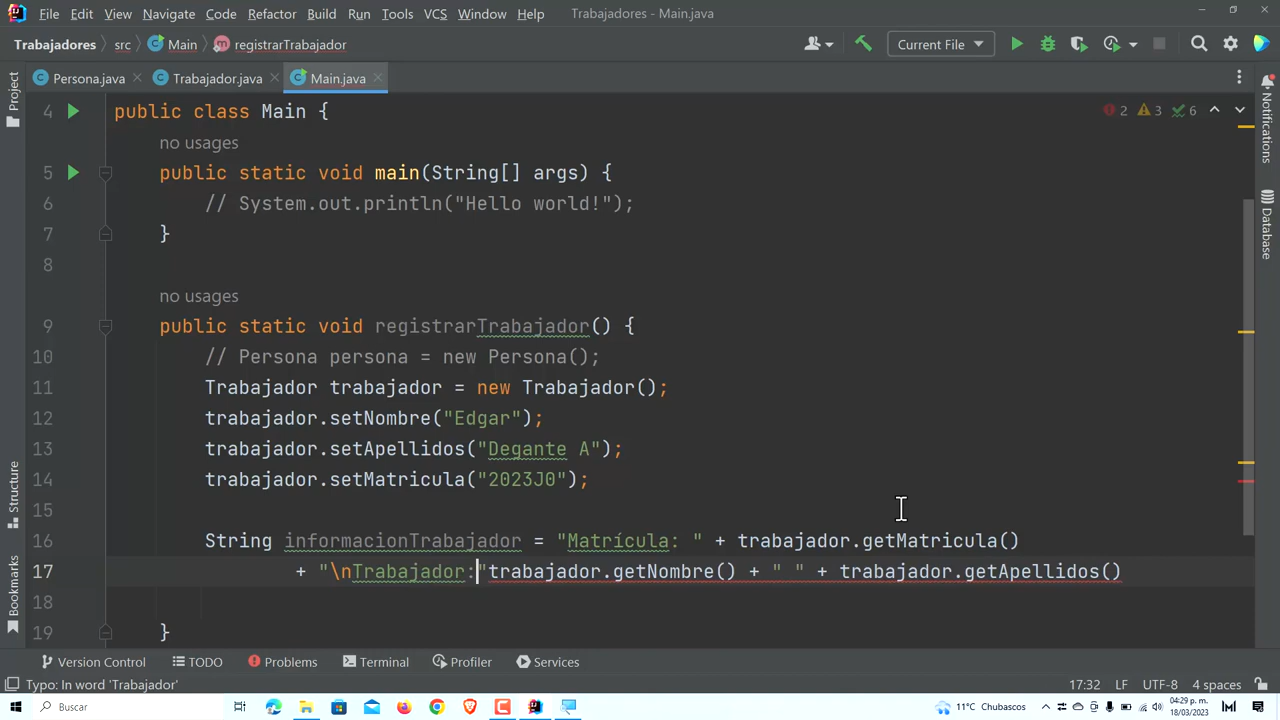 File Edit View Navigate Code Refactor Build Run Tools VCS Window Help Trabajadores - Main.java
Trabajadores src Main registrarTrabajador Current File
Persona.java Trabajador.java Main.java
Project
Notifications
Database
Structure
Bookmarks
2 3 6
4 public class Main {
no usages
5 public static void main(String[] args) {
6 // System.out.println("Hello world!");
7 }
8
no usages
9 public static void registrarTrabajador() {
10 // Persona persona = new Persona();
11 Trabajador trabajador = new Trabajador();
12 trabajador.setNombre("Edgar");
13 trabajador.setApellidos("Degante A");
14 trabajador.setMatricula("2023J0");
15
16 String informacionTrabajador = "Matrícula: " + trabajador.getMatricula()
17 + "\nTrabajador:"trabajador.getNombre() + " " + trabajador.getApellidos()
18
19 }
Version Control TODO Problems Terminal Profiler Services
Typo: In word 'Trabajador' 17:32 LF UTF-8 4 spaces
Buscar 11°C Chubascos 04:29 p. m.
18/03/2023